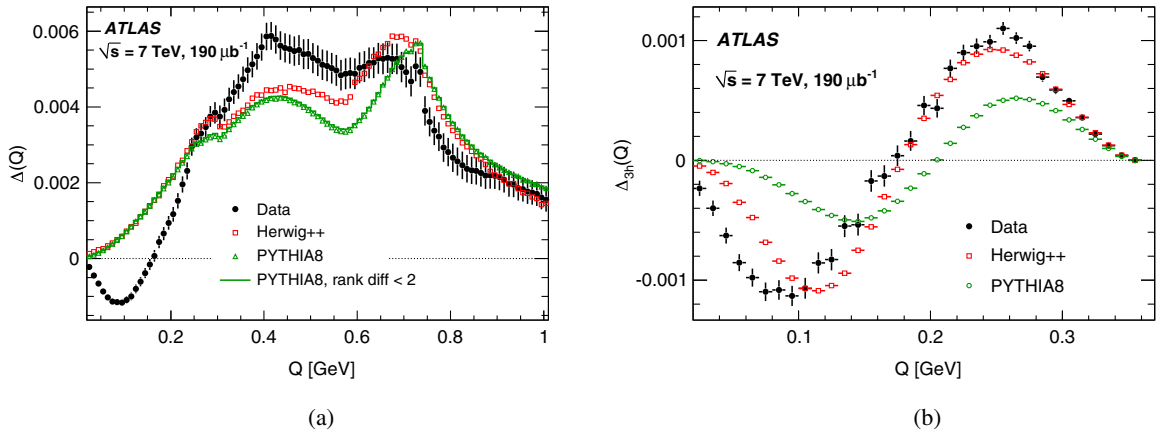 ATLAS
√s = 7 TeV, 190 μb⁻¹
Δ(Q)
0.006
0.004
0.002
0
Data
Herwig++
PYTHIA8
PYTHIA8, rank diff < 2
0 0.2 0.4 0.6 0.8 1
Q [GeV]
(a)
ATLAS
√s = 7 TeV, 190 μb⁻¹
Δ3h(Q)
0.001
0
-0.001
Data
Herwig++
PYTHIA8
0.1 0.2 0.3
Q [GeV]
(b)